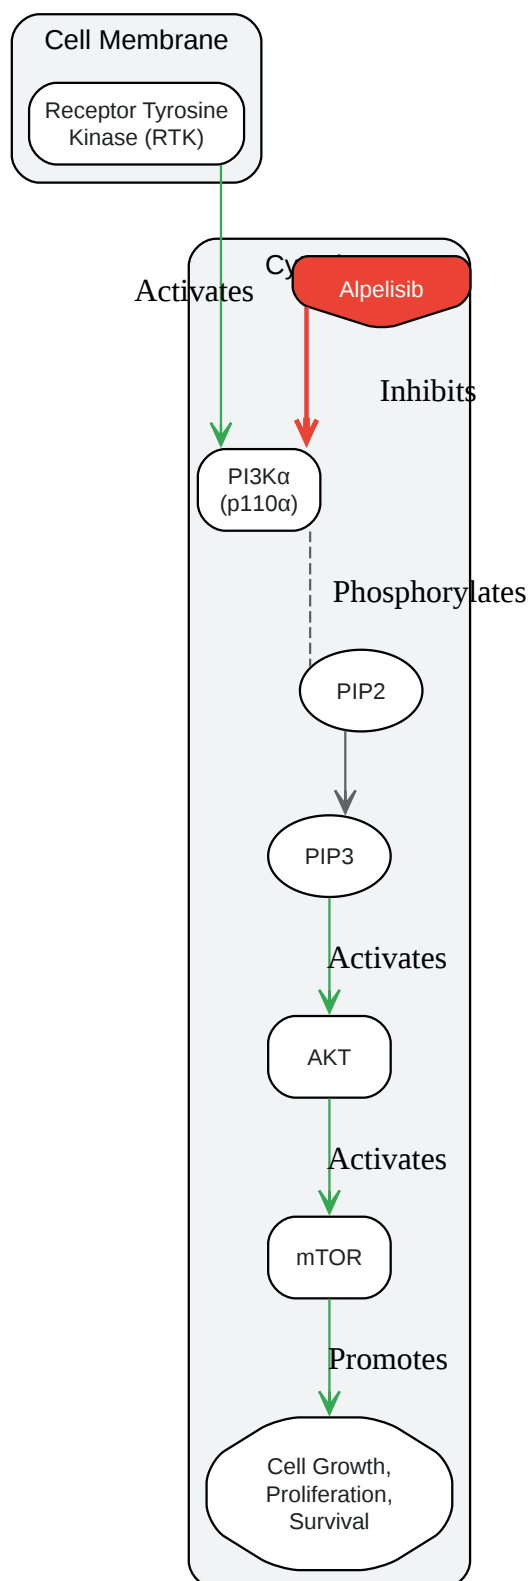 Cell Membrane
Receptor Tyrosine
Kinase (RTK)
Alpelisib
Activates
Inhibits
PI3Kα
(p110α)
Phosphorylates
PIP2
PIP3
Activates
AKT
Activates
mTOR
Promotes
Cell Growth,
Proliferation,
Survival